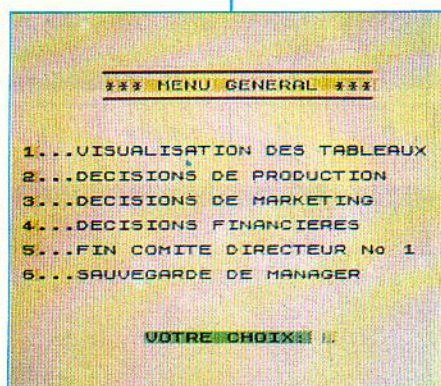 *** MENU GENERAL ***
1...VISUALISATION DES TABLEAUX
2...DECISIONS DE PRODUCTION
3...DECISIONS DE MARKETING
4...DECISIONS FINANCIERES
5...FIN COMITE DIRECTEUR No 1
6...SAUVEGARDE DE MANAGER
VOTRE CHOIX: